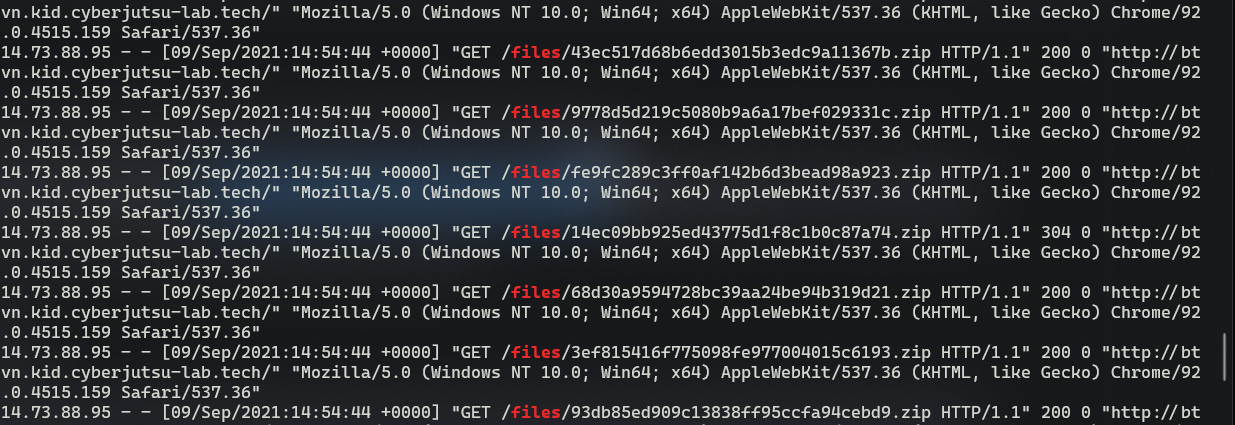 vn.kid.cyberjutsu-lab.tech/" "Mozilla/5.0 (Windows NT 10.0; Win64; x64) AppleWebKit/537.36 (KHTML, like Gecko) Chrome/92
.0.4515.159 Safari/537.36"
14.73.88.95 - - [09/Sep/2021:14:54:44 +0000] "GET /files/43ec517d68b6edd3015b3edc9a11367b.zip HTTP/1.1" 200 0 "http://bt
vn.kid.cyberjutsu-lab.tech/" "Mozilla/5.0 (Windows NT 10.0; Win64; x64) AppleWebKit/537.36 (KHTML, like Gecko) Chrome/92
.0.4515.159 Safari/537.36"
14.73.88.95 - - [09/Sep/2021:14:54:44 +0000] "GET /files/9778d5d219c5080b9a6a17bef029331c.zip HTTP/1.1" 200 0 "http://bt
vn.kid.cyberjutsu-lab.tech/" "Mozilla/5.0 (Windows NT 10.0; Win64; x64) AppleWebKit/537.36 (KHTML, like Gecko) Chrome/92
.0.4515.159 Safari/537.36"
14.73.88.95 - - [09/Sep/2021:14:54:44 +0000] "GET /files/fe9fc289c3ff0af142b6d3bead98a923.zip HTTP/1.1" 200 0 "http://bt
vn.kid.cyberjutsu-lab.tech/" "Mozilla/5.0 (Windows NT 10.0; Win64; x64) AppleWebKit/537.36 (KHTML, like Gecko) Chrome/92
.0.4515.159 Safari/537.36"
14.73.88.95 - - [09/Sep/2021:14:54:44 +0000] "GET /files/14ec09bb925ed43775d1f8c1b0c87a74.zip HTTP/1.1" 304 0 "http://bt
vn.kid.cyberjutsu-lab.tech/" "Mozilla/5.0 (Windows NT 10.0; Win64; x64) AppleWebKit/537.36 (KHTML, like Gecko) Chrome/92
.0.4515.159 Safari/537.36"
14.73.88.95 - - [09/Sep/2021:14:54:44 +0000] "GET /files/68d30a9594728bc39aa24be94b319d21.zip HTTP/1.1" 200 0 "http://bt
vn.kid.cyberjutsu-lab.tech/" "Mozilla/5.0 (Windows NT 10.0; Win64; x64) AppleWebKit/537.36 (KHTML, like Gecko) Chrome/92
.0.4515.159 Safari/537.36"
14.73.88.95 - - [09/Sep/2021:14:54:44 +0000] "GET /files/3ef815416f775098fe977004015c6193.zip HTTP/1.1" 200 0 "http://bt
vn.kid.cyberjutsu-lab.tech/" "Mozilla/5.0 (Windows NT 10.0; Win64; x64) AppleWebKit/537.36 (KHTML, like Gecko) Chrome/92
.0.4515.159 Safari/537.36"
14.73.88.95 - - [09/Sep/2021:14:54:44 +0000] "GET /files/93db85ed909c13838ff95ccfa94cebd9.zip HTTP/1.1" 200 0 "http://bt